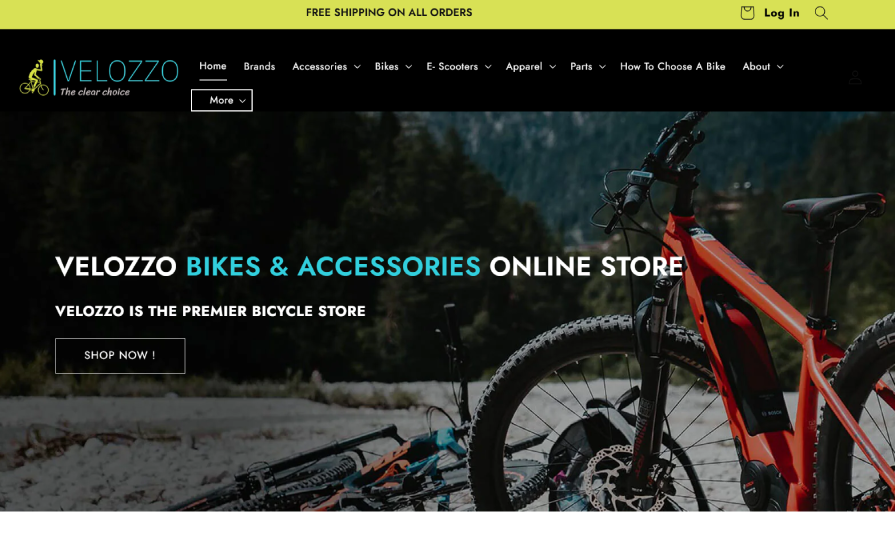 FREE SHIPPING ON ALL ORDERS
Log In
VELOZZO
The clear choice
Home
Brands
Accessories
Bikes
E- Scooters
Apparel
Parts
How To Choose A Bike
About
More
VELOZZO BIKES & ACCESSORIES ONLINE STORE
VELOZZO IS THE PREMIER BICYCLE STORE
SHOP NOW !
BOSCH